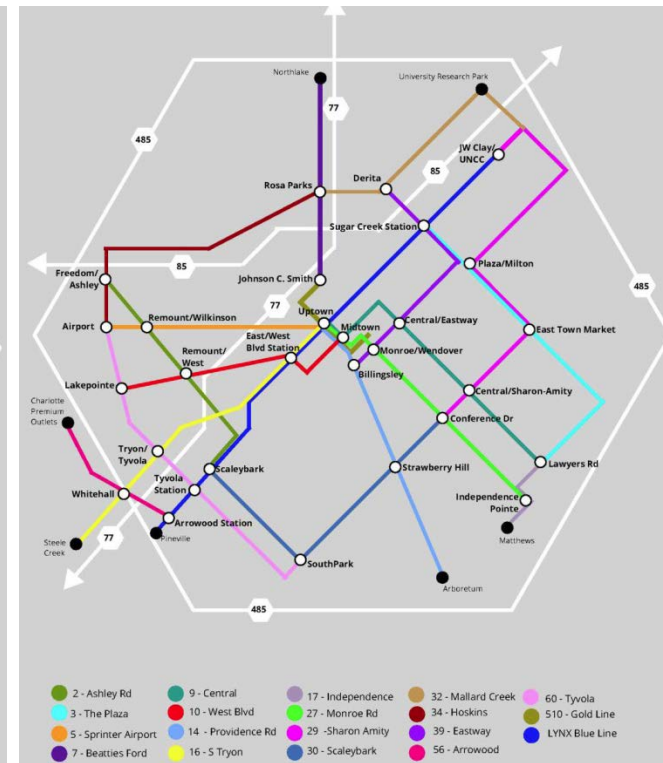 Northlake
University Research Park
77
485
JW Clay/
UNCC
85
Derita
Rosa Parks
Sugar Creek Station
Plaza/Milton
85
Freedom/
Ashley
Johnson C. Smith
77
485
Remount/Wilkinson
Uptown
Airport
East/West
Blvd Station
Midtown
Central/Eastway
East Town Market
Remount/
West
Monroe/Wendover
Billingsley
Lakepointe
Central/Sharon-Amity
Charlotte
Premium
Outlets
Conference Dr
Tryon/
Tyvola
Scaleybark
Strawberry Hill
Lawyers Rd
Tyvola
Station
Whitehall
Independence
Pointe
Arrowood Station
77
Pineville
Matthews
Steele
Creek
SouthPark
Arboretum
485
2 - Ashley Rd
3 - The Plaza
5 - Sprinter Airport
7 - Beatties Ford
9 - Central
10 - West Blvd
14 - Providence Rd
16 - S Tryon
17 - Independence
27 - Monroe Rd
29 -Sharon Amity
30 - Scaleybark
32 - Mallard Creek
34 - Hoskins
39 - Eastway
56 - Arrowood
60 - Tyvola
510 - Gold Line
LYNX Blue Line